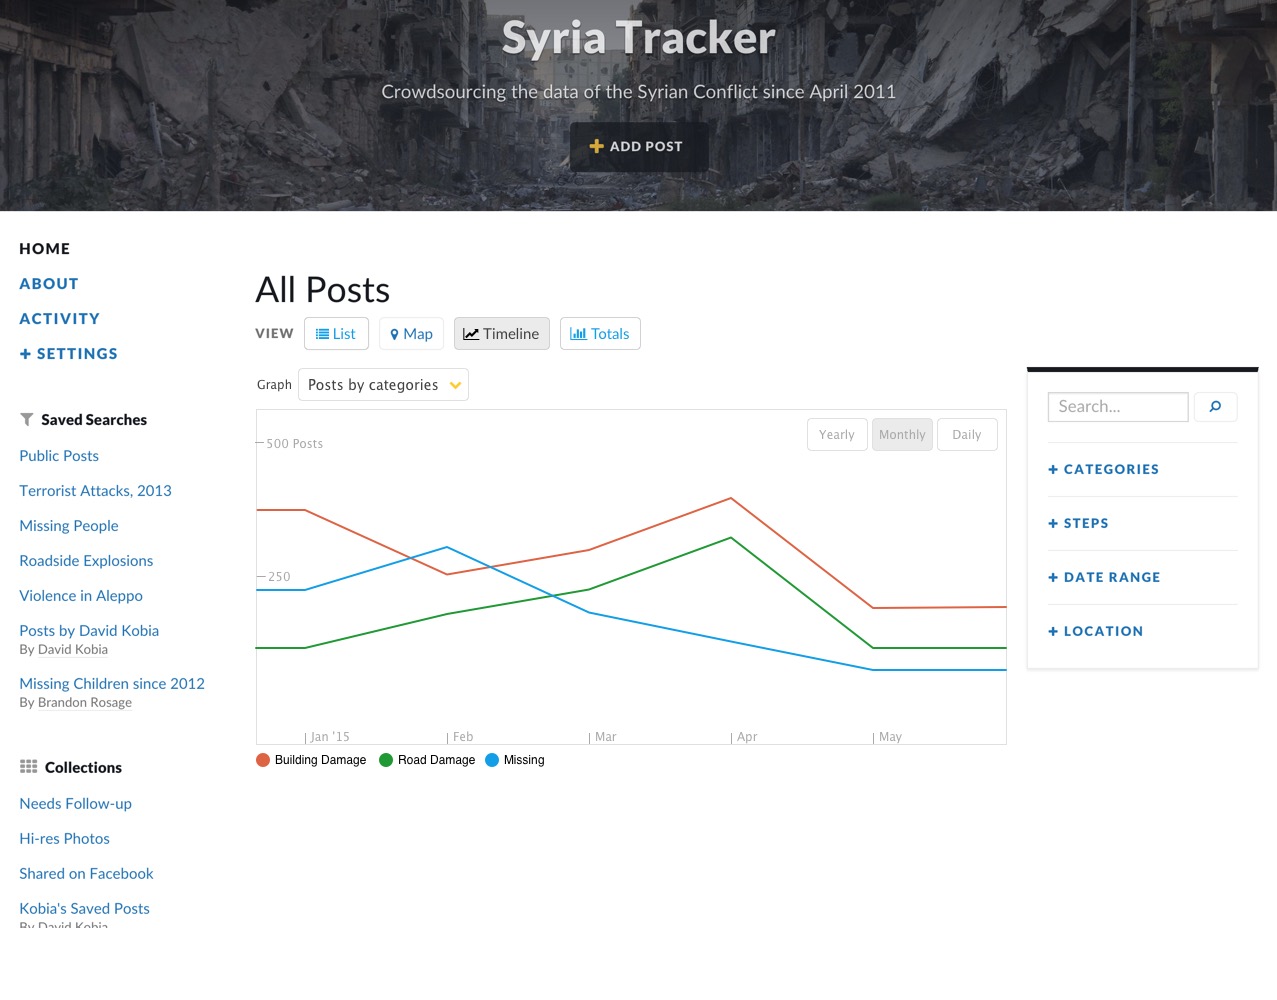 Syria Tracker
Crowdsourcing the data of the Syrian Conflict since April 2011
+ ADD POST
HOME
ABOUT
ACTIVITY
+ SETTINGS
Saved Searches
Public Posts
Terrorist Attacks, 2013
Missing People
Roadside Explosions
Violence in Aleppo
Posts by David Kobia
By David Kobia
Missing Children since 2012
By Brandon Rosage
Collections
Needs Follow-up
Hi-res Photos
Shared on Facebook
Kobia's Saved Posts
By David Kobia
All Posts
VIEW List Map Timeline Totals
Graph Posts by categories
Yearly Monthly Daily
500 Posts
250
Jan '15 Feb Mar Apr May
Building Damage Road Damage Missing
Search...
+ CATEGORIES
+ STEPS
+ DATE RANGE
+ LOCATION